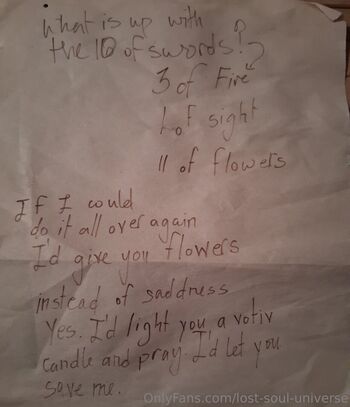 What is up with
the 10 of swords!?
3 of Fire
1 of sight
11 of flowers
If I could
do it all over again
I'd give you flowers
instead of saddness
Yes. I'd light you a votiv
candle and pray. I'd let you
save me.
OnlyFans.com/lost-soul-universe